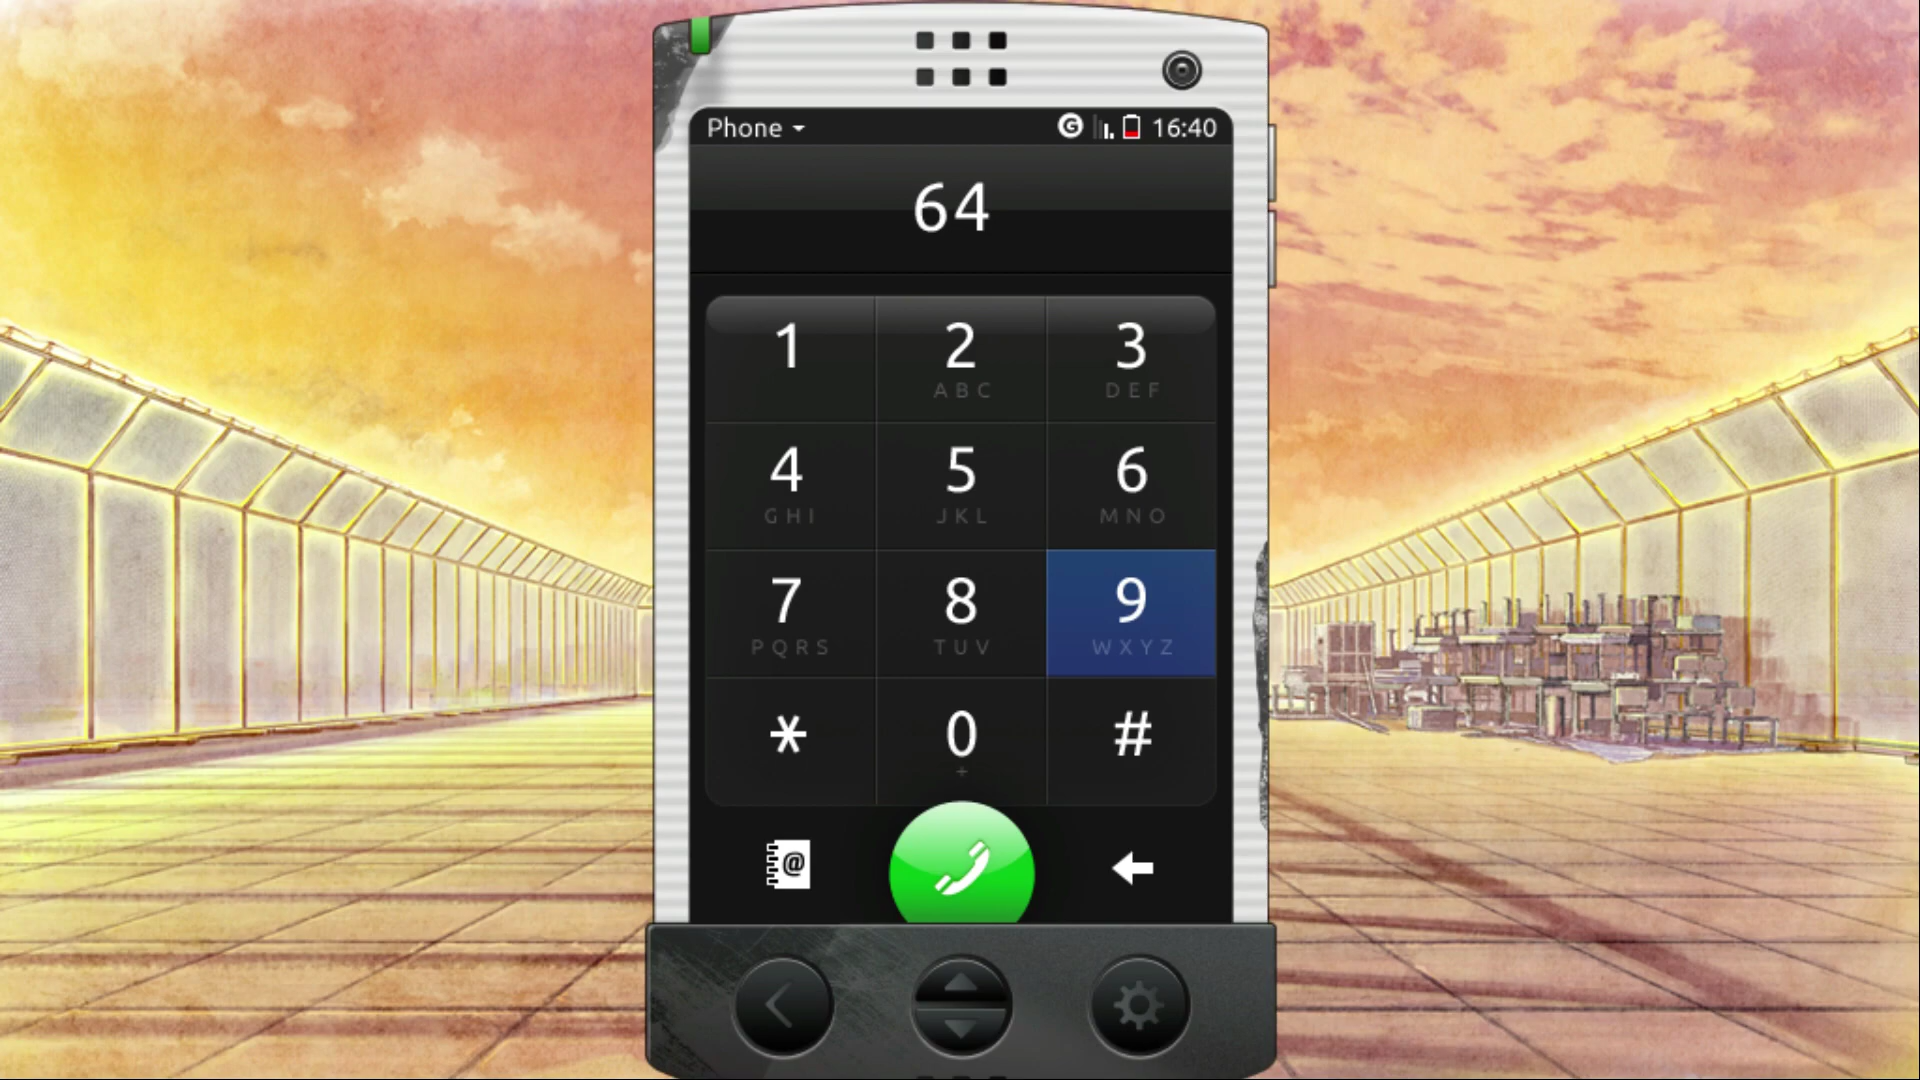 Phone
G 16:40
64
1 2 3
ABC DEF
4 5 6
GHI JKL MNO
7 8 9
PQRS TUV WXYZ
* 0 #
+
@